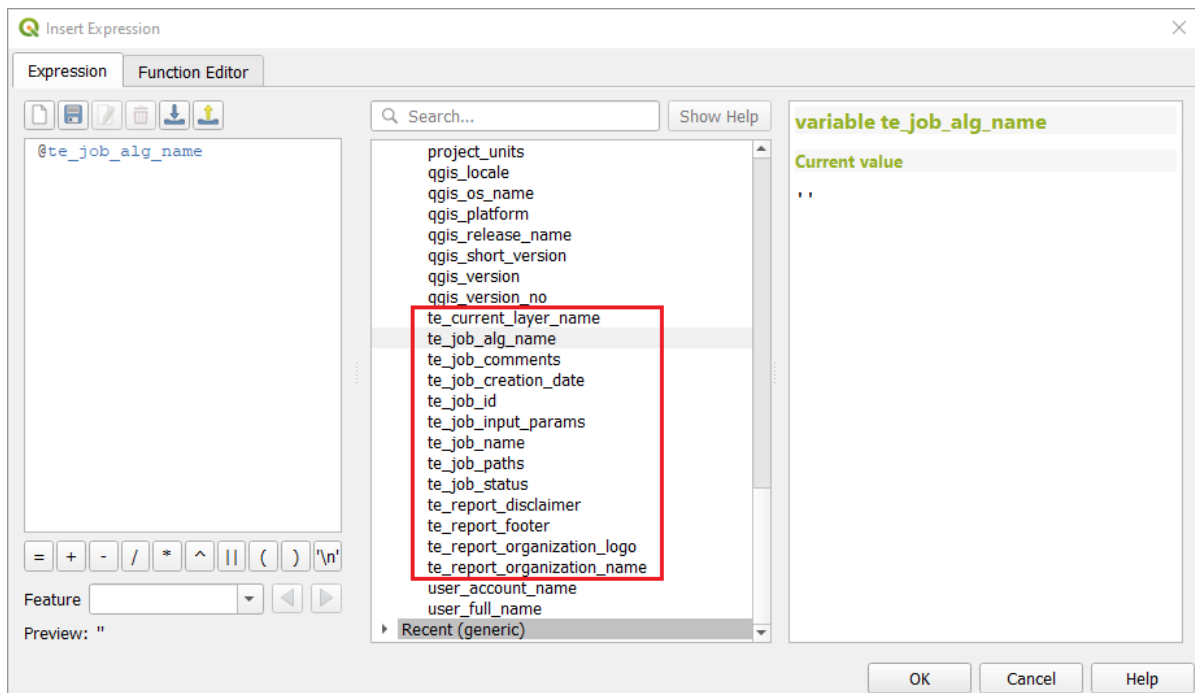 Insert Expression
Expression
Function Editor
Search...
Show Help
@te_job_alg_name
= + - / * ^ || ( ) '\n'
Feature
Preview: ''
project_units
qgis_locale
qgis_os_name
qgis_platform
qgis_release_name
qgis_short_version
qgis_version
qgis_version_no
te_current_layer_name
te_job_alg_name
te_job_comments
te_job_creation_date
te_job_id
te_job_input_params
te_job_name
te_job_paths
te_job_status
te_report_disclaimer
te_report_footer
te_report_organization_logo
te_report_organization_name
user_account_name
user_full_name
Recent (generic)
variable te_job_alg_name
Current value
''
OK
Cancel
Help